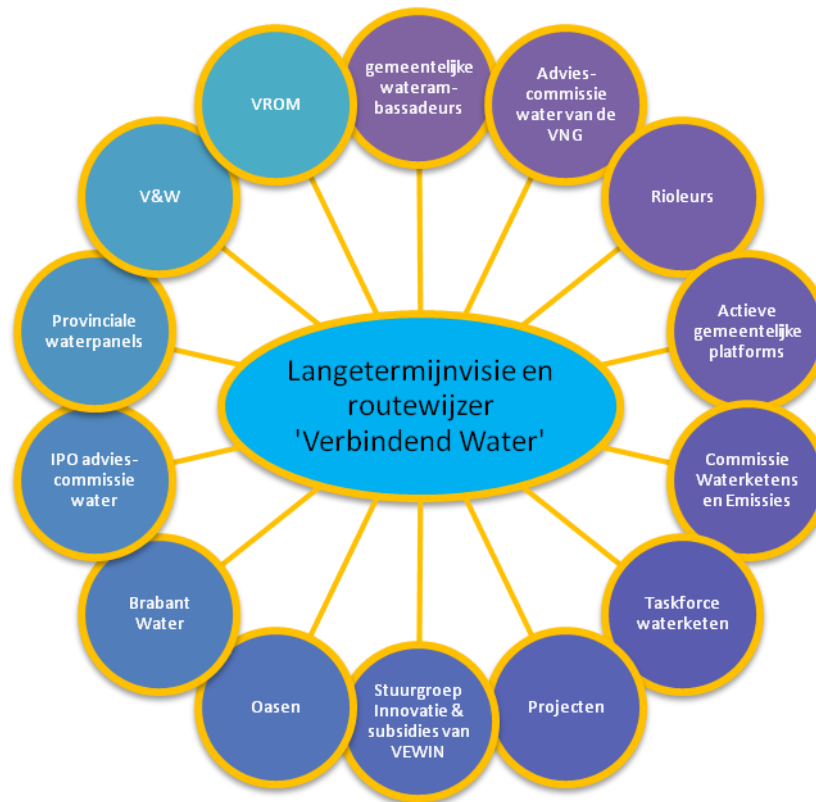 gemeentelijke
wateram-
bassadeurs
Advies-
commissie
water van de
VNG
Rioleurs
Actieve
gemeentelijke
platforms
Commissie
Waterketens
en Emissies
Taskforce
waterketen
Projecten
Stuurgroep
Innovatie &
subsidies van
VEWIN
Oasen
Brabant
Water
IPO advies-
commissie
water
Provinciale
waterpanels
V&W
VROM
Langetermijnvisie en
routewijzer
'Verbindend Water'